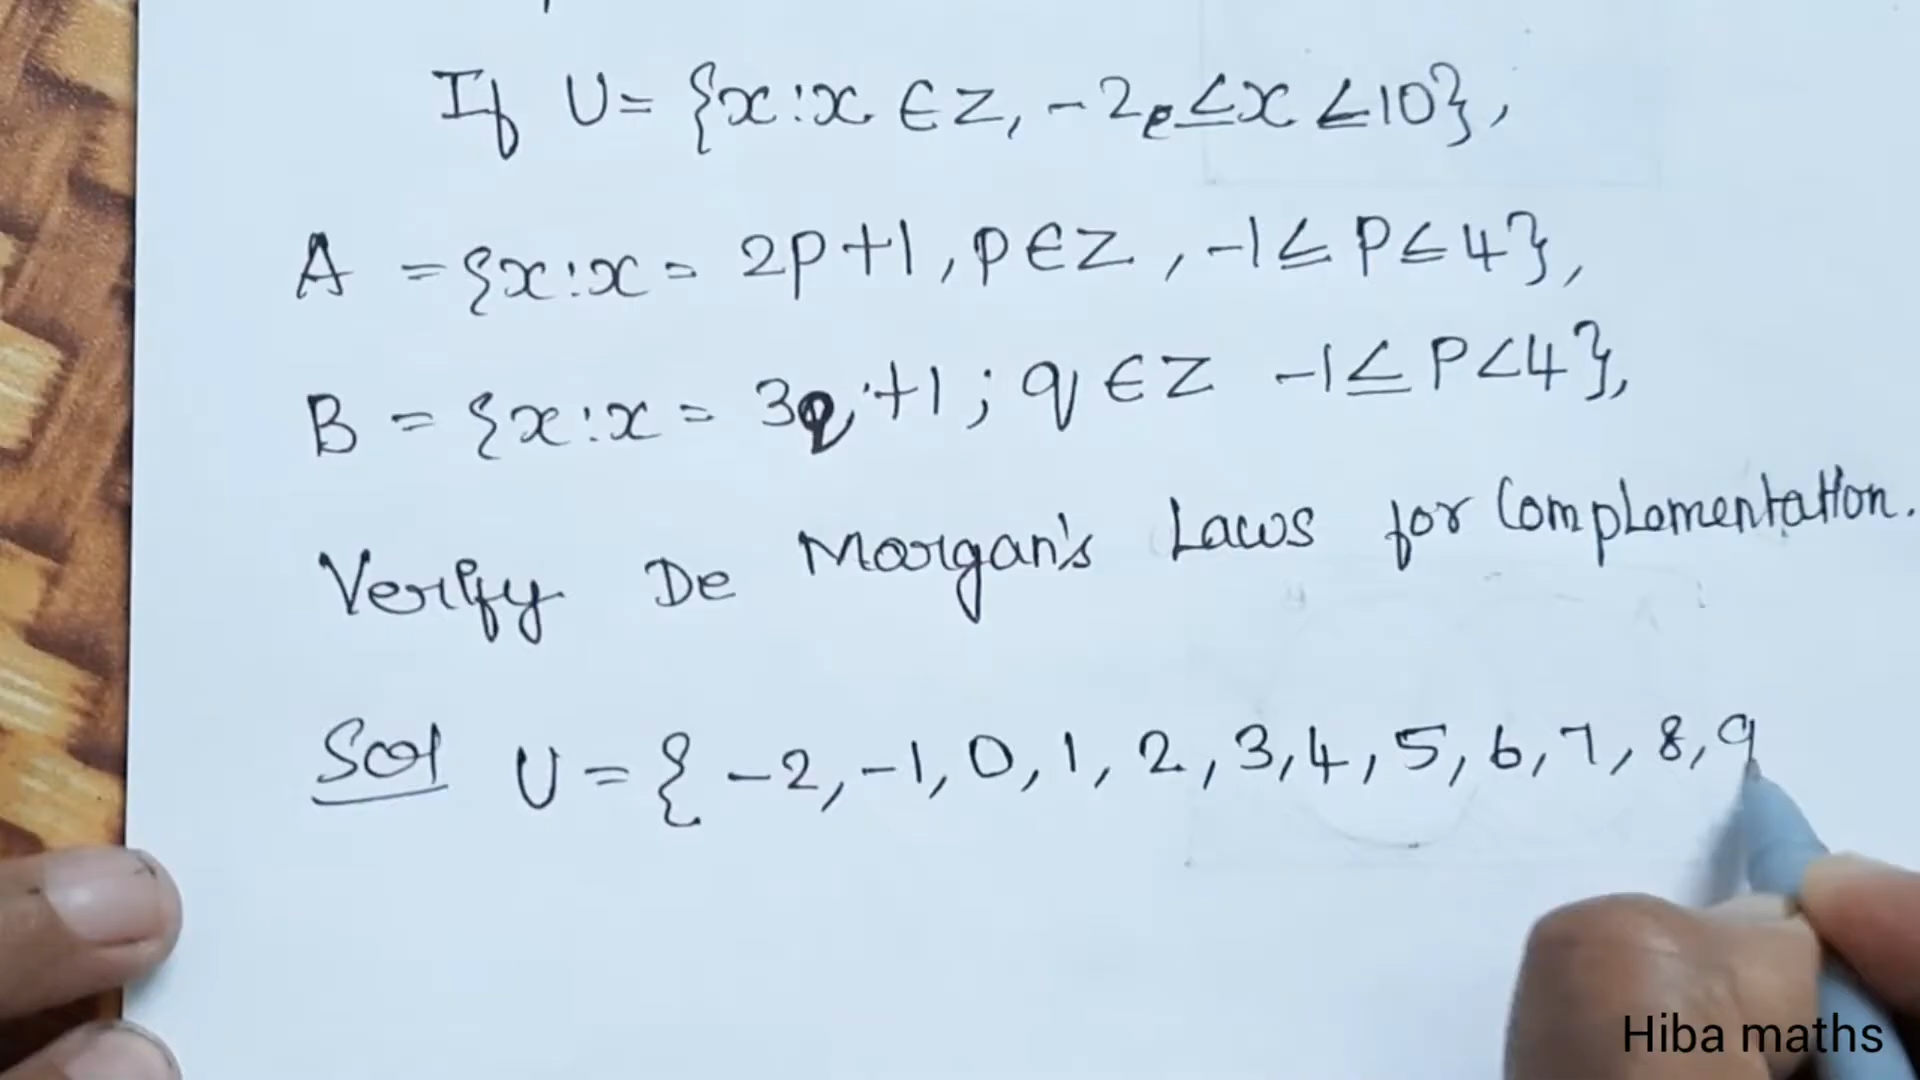 If U = {x : x ∈ Z, -2 ≤ x ≤ 10},
A = {x : x = 2p + 1, p ∈ Z, -1 ≤ P ≤ 4},
B = {x : x = 3q + 1 ; q ∈ Z -1 ≤ P < 4},
Verify De Morgan's Laws for Complementation.
Sol U = { -2, -1, 0, 1, 2, 3, 4, 5, 6, 7, 8, 9
Hiba maths